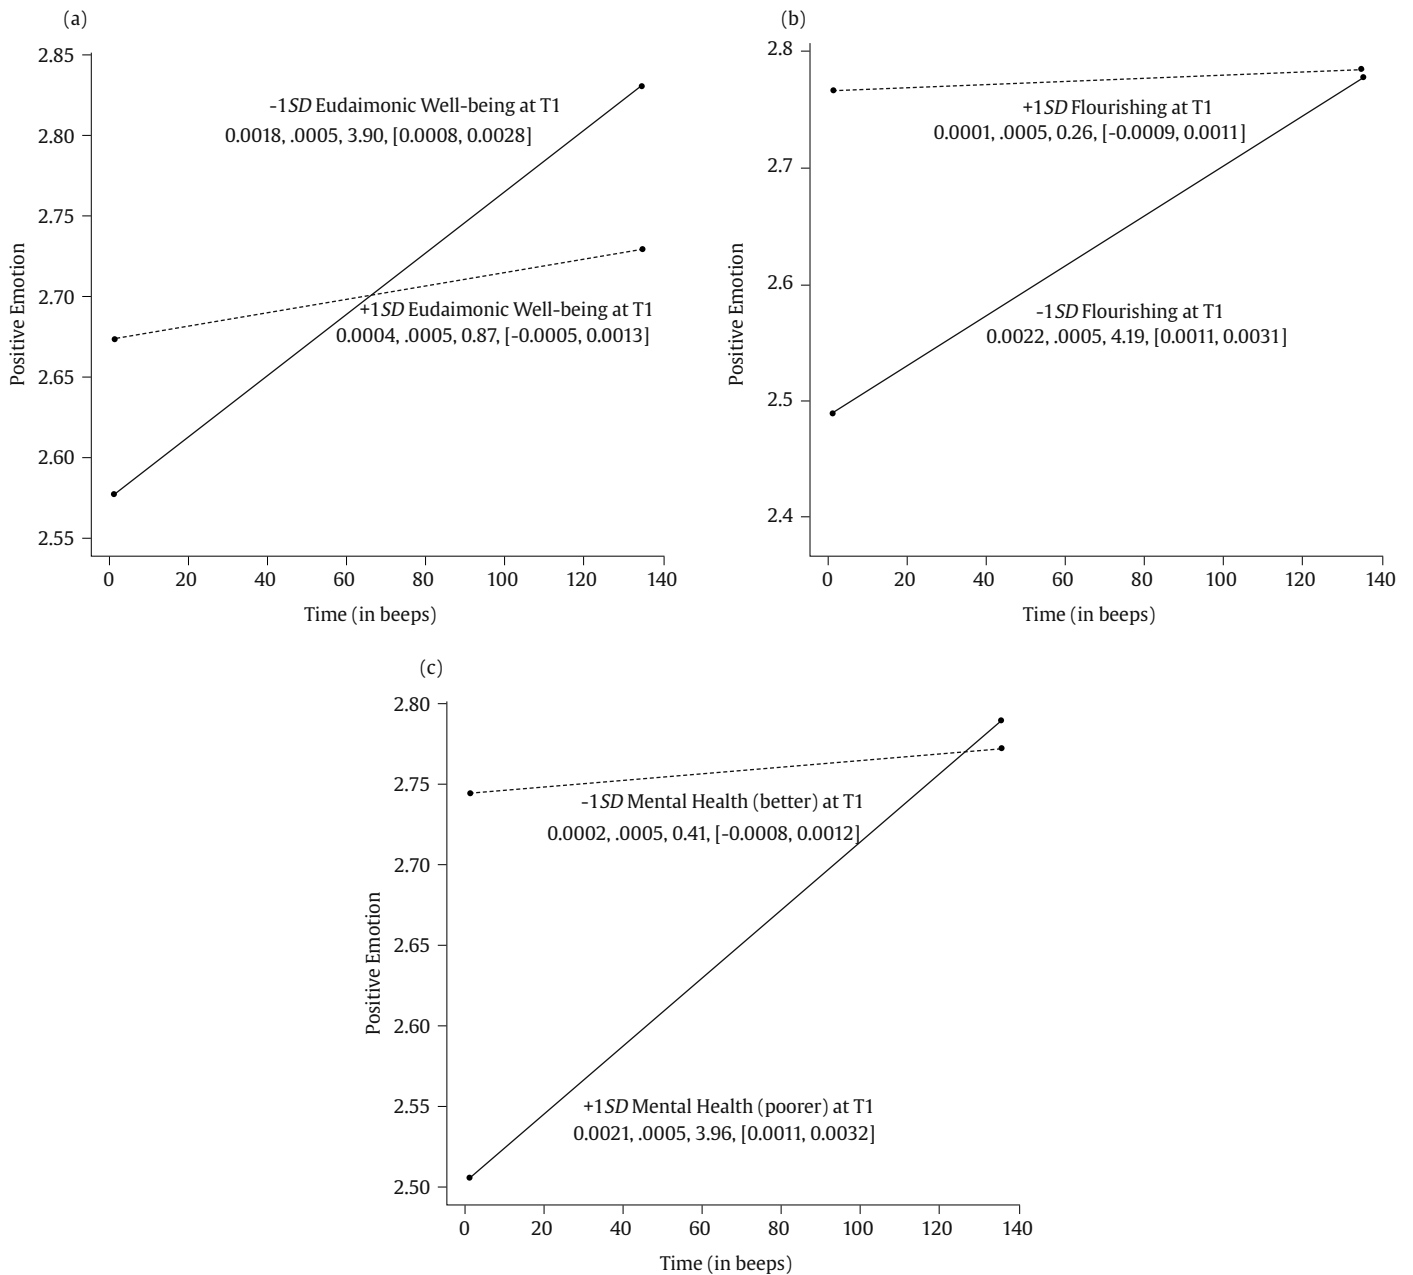 (a)
2.85
2.80
2.75
2.70
2.65
2.60
2.55
Positive Emotion
-1SD Eudaimonic Well-being at T1
0.0018, .0005, 3.90, [0.0008, 0.0028]
+1SD Eudaimonic Well-being at T1
0.0004, .0005, 0.87, [-0.0005, 0.0013]
0 20 40 60 80 100 120 140
Time (in beeps)
(b)
2.8
2.7
2.6
2.5
2.4
Positive Emotion
+1SD Flourishing at T1
0.0001, .0005, 0.26, [-0.0009, 0.0011]
-1SD Flourishing at T1
0.0022, .0005, 4.19, [0.0011, 0.0031]
0 20 40 60 80 100 120 140
Time (in beeps)
(c)
2.80
2.75
2.70
2.65
2.60
2.55
2.50
Positive Emotion
-1SD Mental Health (better) at T1
0.0002, .0005, 0.41, [-0.0008, 0.0012]
+1SD Mental Health (poorer) at T1
0.0021, .0005, 3.96, [0.0011, 0.0032]
0 20 40 60 80 100 120 140
Time (in beeps)